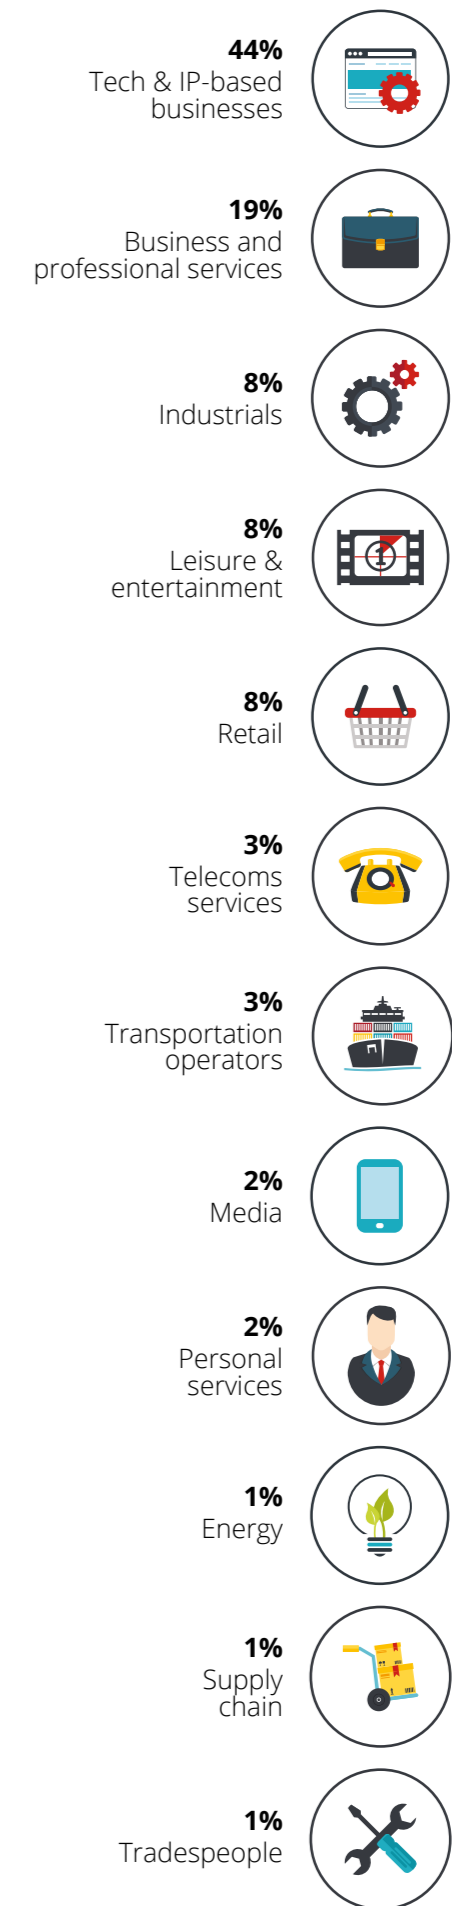 44%
Tech & IP-based
businesses
19%
Business and
professional services
8%
Industrials
8%
Leisure &
entertainment
1
8%
Retail
3%
Telecoms
services
3%
Transportation
operators
2%
Media
2%
Personal
services
1%
Energy
1%
Supply
chain
1%
Tradespeople